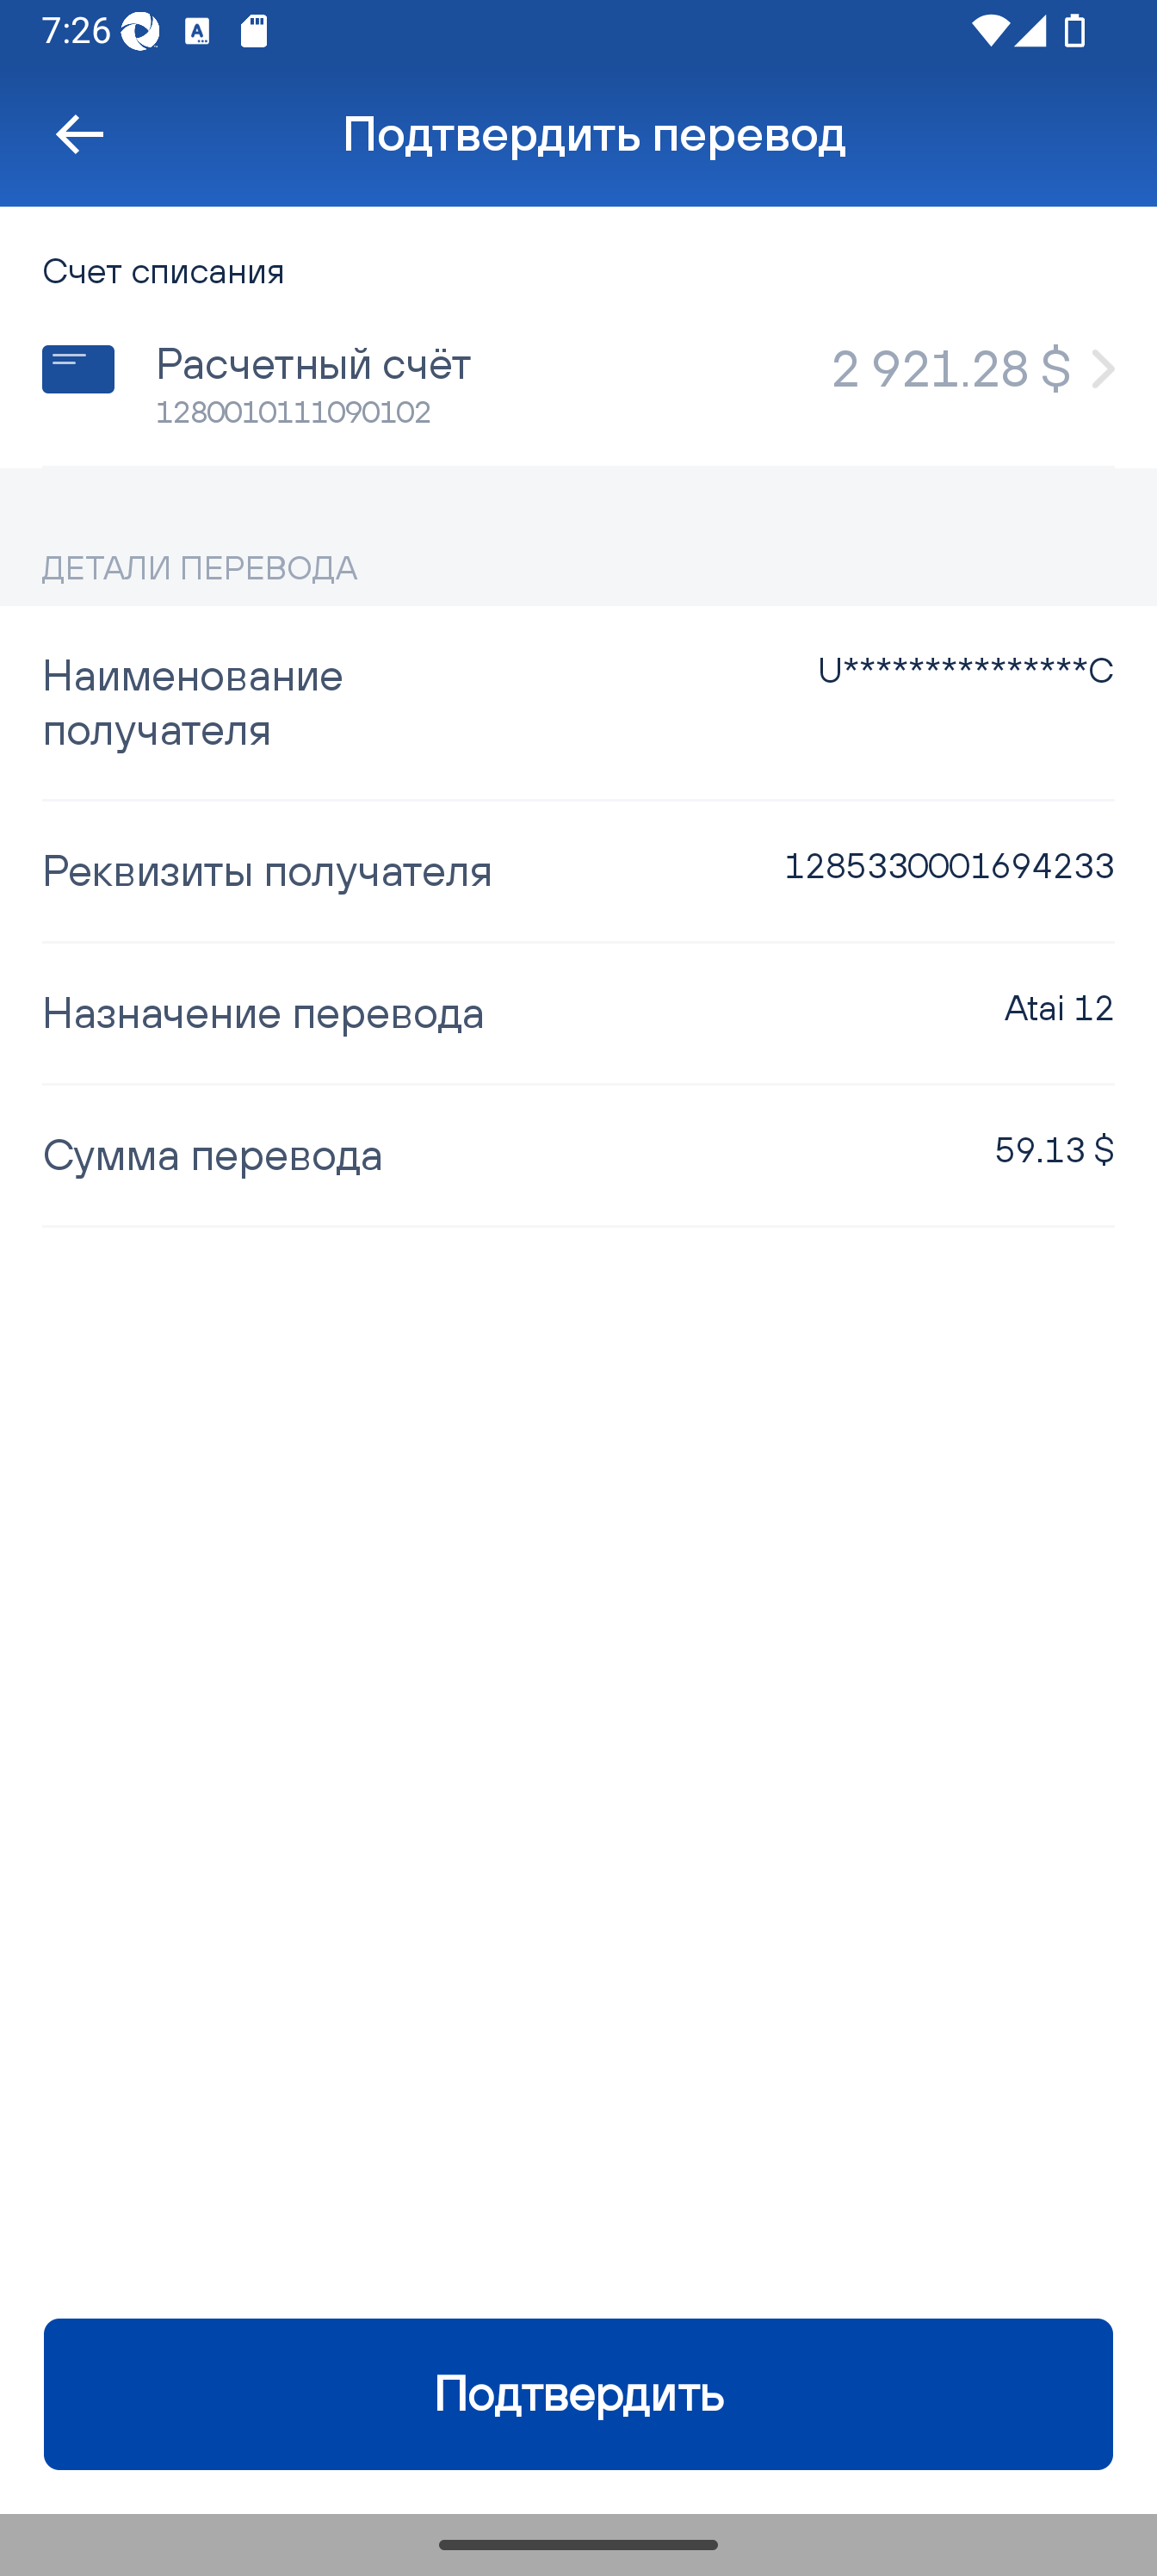 7:26
Подтвердить перевод
Счет списания
Расчетный счёт
2 921.28 $
1280010111090102
ДЕТАЛИ ПЕРЕВОДА
Наименование
получателя
U***************C
Реквизиты получателя
1285330001694233
Назначение перевода
Atai 12
Сумма перевода
59.13 $
Подтвердить